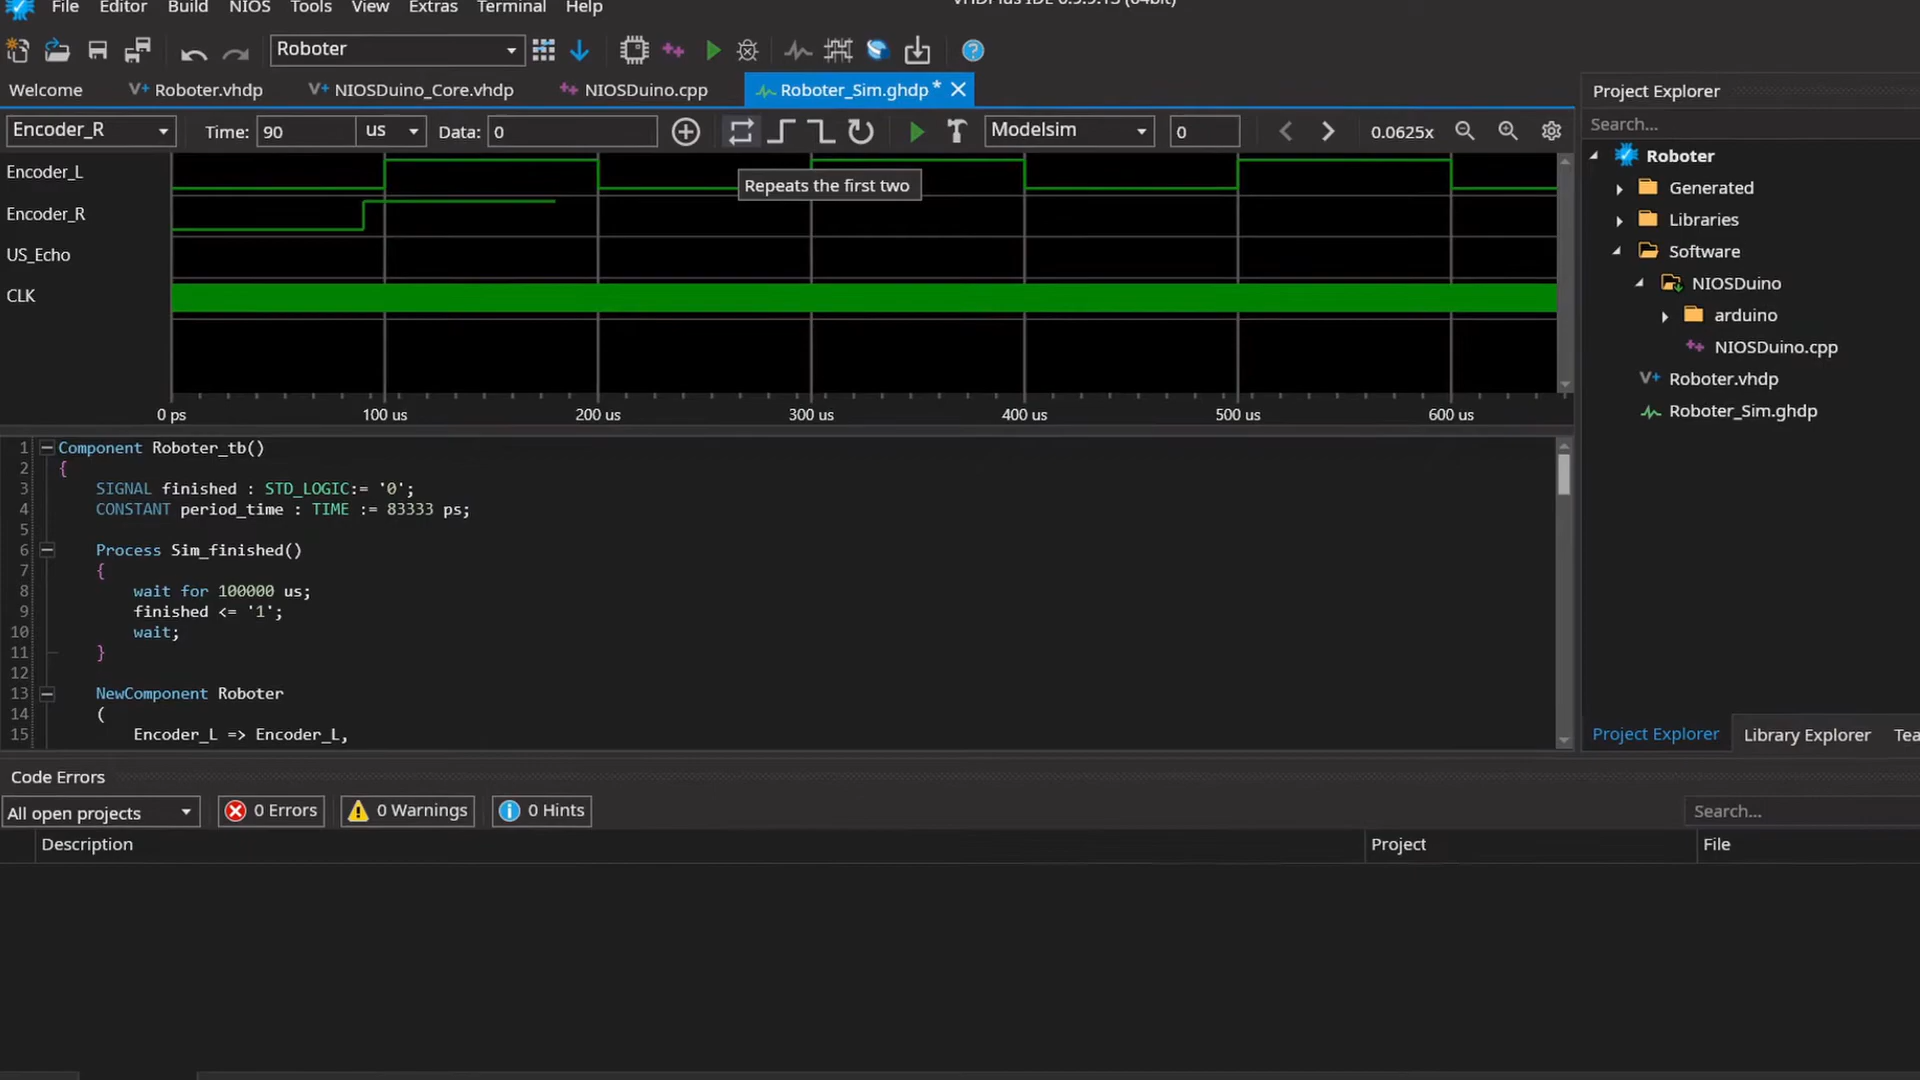 File Editor Build NIOS Tools View Extras Terminal Help
Roboter
Welcome Roboter.vhdp NIOSDuino_Core.vhdp NIOSDuino.cpp Roboter_Sim.ghdp *
Encoder_R Time: 90 us Data: 0 Modelsim 0 0.0625x
Encoder_L
Repeats the first two
Encoder_R
US_Echo
CLK
0 ps 100 us 200 us 300 us 400 us 500 us 600 us
1 Component Roboter_tb()
2 {
3 SIGNAL finished : STD_LOGIC:= '0';
4 CONSTANT period_time : TIME := 83333 ps;
5
6 Process Sim_finished()
7 {
8 wait for 100000 us;
9 finished <= '1';
10 wait;
11 }
12
13 NewComponent Roboter
14 (
15 Encoder_L => Encoder_L,
Project Explorer
Search...
Roboter
Generated
Libraries
Software
NIOSDuino
arduino
NIOSDuino.cpp
Roboter.vhdp
Roboter_Sim.ghdp
Project Explorer Library Explorer
Code Errors
All open projects 0 Errors 0 Warnings 0 Hints Search...
Description Project File